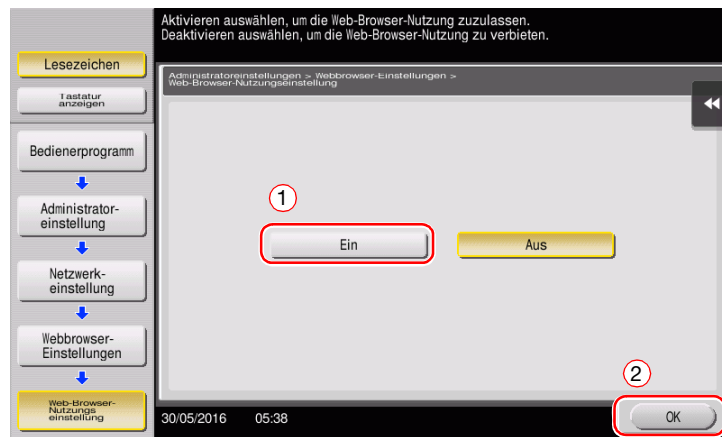 Aktivieren auswählen, um die Web-Browser-Nutzung zuzulassen.
Deaktivieren auswählen, um die Web-Browser-Nutzung zu verbieten.
Lesezeichen
Tastatur
anzeigen
Bedienerprogramm
Administrator-
einstellung
Netzwerk-
einstellung
Webbrowser-
Einstellungen
Web-Browser-
Nutzungs
einstellung
Administratoreinstellungen > Webbrowser-Einstellungen >
Web-Browser-Nutzungseinstellung
1
Ein
Aus
2
30/05/2016 05:38
OK